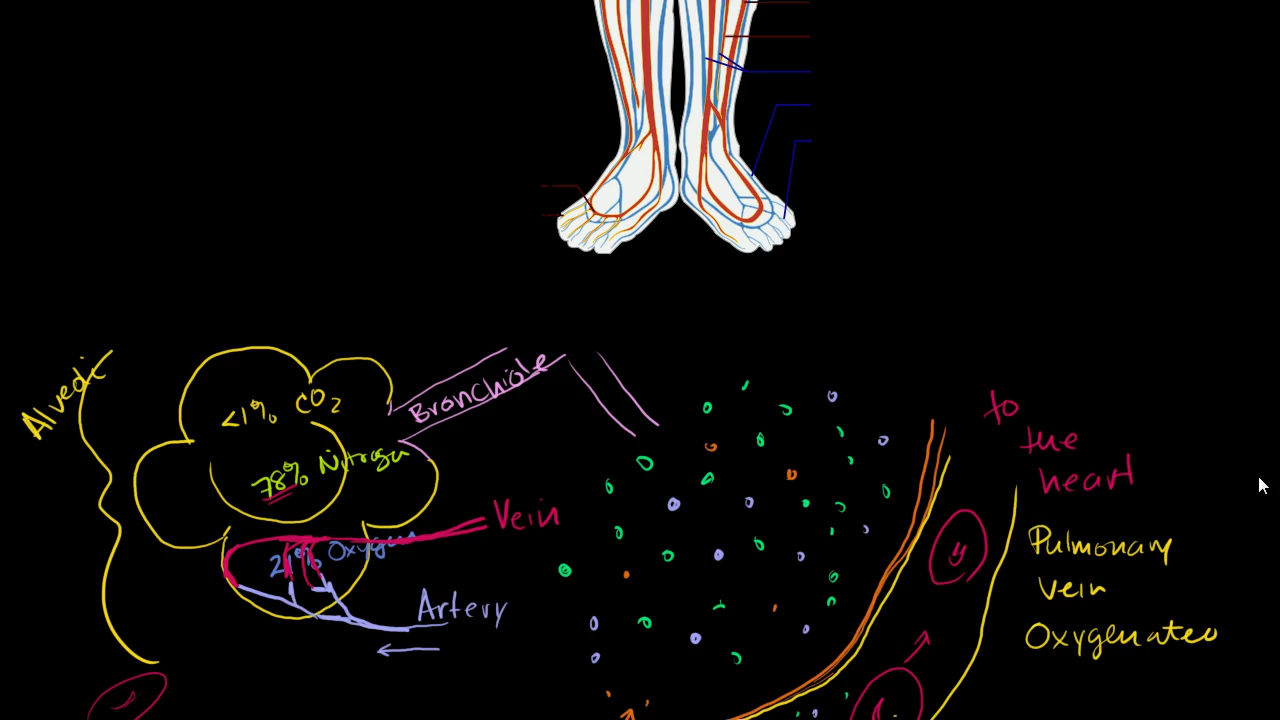 Alveoli
<1% CO2
78% Nitrogen
21% Oxygen
Bronchiole
Vein
Artery
to
the
heart
Pulmonary
Vein
Oxygenated